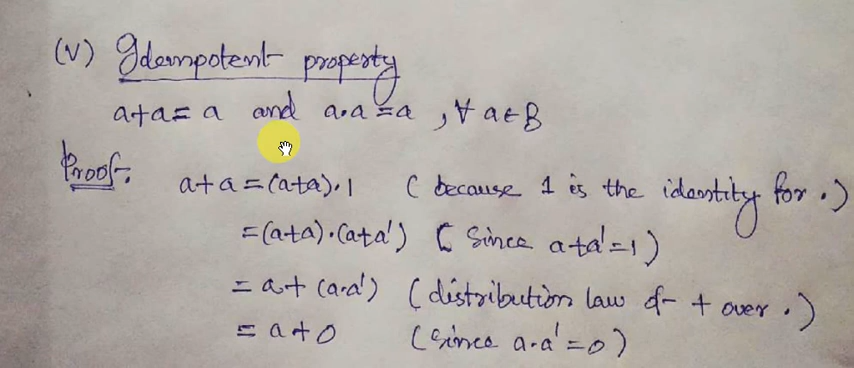 (V) Idempotent property
a+a=a and a.a=a, ∀ a∈B
Proof:- a+a=(a+a).1 (because 1 is the identity for .)
=(a+a).(a+a') (Since a+a'=1)
=a+(a.a') (distribution law of + over .)
=a+0 (Since a.a'=0)